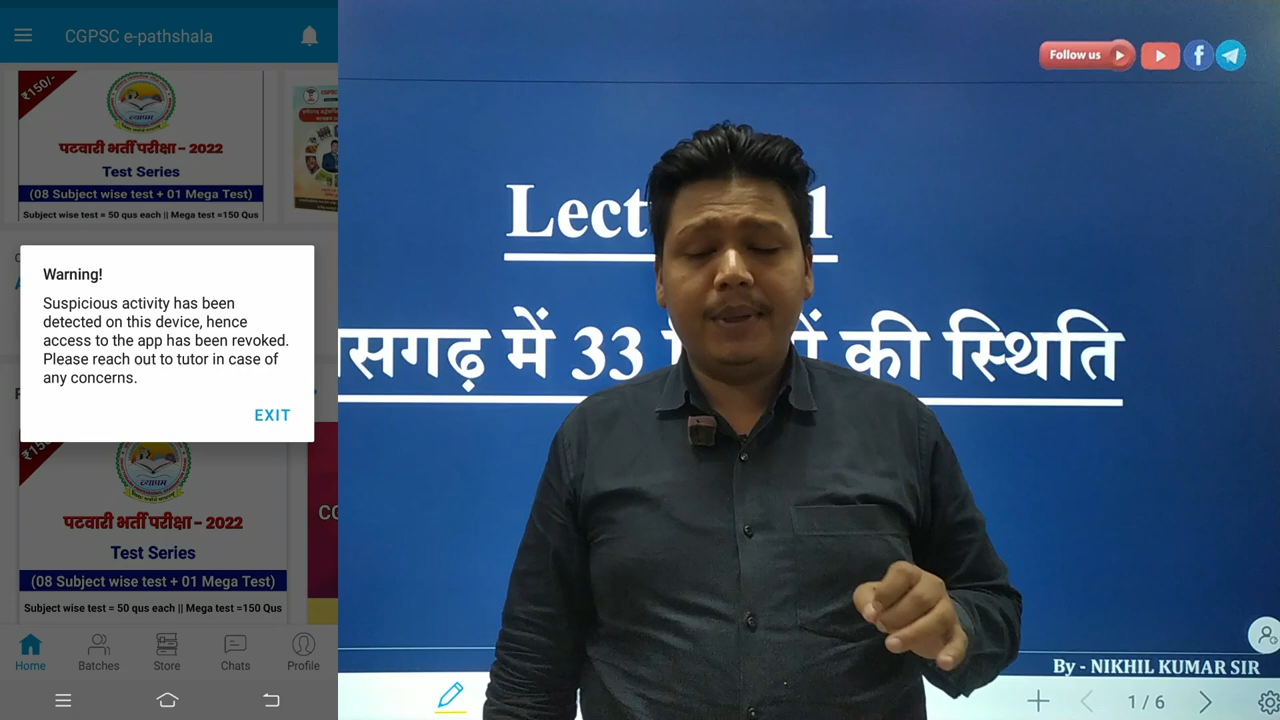 CGPSC e-pathshala
₹150/-
व्यापम
पटवारी भर्ती परीक्षा - 2022
Test Series
(08 Subject wise test + 01 Mega Test)
Subject wise test = 50 qus each || Mega test =150 Qus
Warning!
Suspicious activity has been
detected on this device, hence
access to the app has been revoked.
Please reach out to tutor in case of
any concerns.
EXIT
पटवारी भर्ती परीक्षा - 2022
Test Series
(08 Subject wise test + 01 Mega Test)
Subject wise test = 50 qus each || Mega test =150 Qus
Home
Batches
Store
Chats
Profile
Follow us
Lect 1
सगढ़ में 33 की स्थिति
By - NIKHIL KUMAR SIR
1 / 6